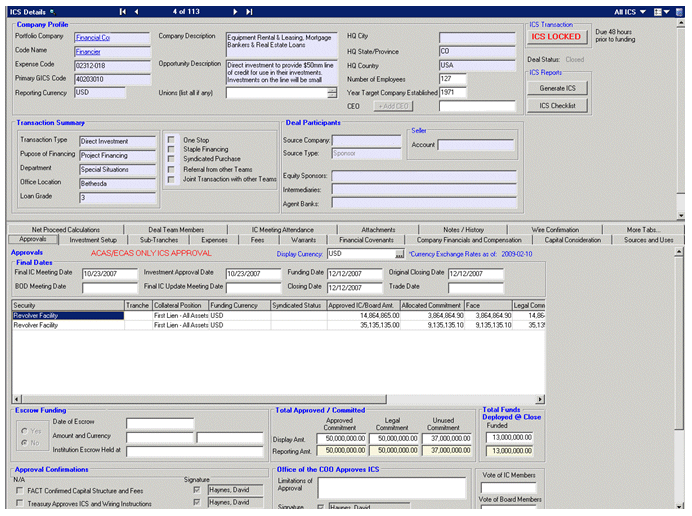 ICS Details
4 of 113
All ICS
Company Profile
Portfolio Company Financial Co
Code Name Financier
Expense Code 02312-018
Primary GICS Code 40203010
Reporting Currency USD
Company Description Equipment Rental & Leasing, Mortgage
Bankers & Real Estate Loans
Opportunity Description Direct investment to provide $50mm line
of credit for use in their investments.
Investments on the line will be small
Unions (list all if any)
HQ City
HQ State/Province CO
HQ Country USA
Number of Employees 127
Year Target Company Established 1971
CEO + Add CEO
ICS Transaction
ICS LOCKED
Due 48 hours
prior to funding
Deal Status: Closed
ICS Reports
Generate ICS
ICS Checklist
Transaction Summary
Transaction Type Direct Investment
Pupose of Financing Project Financing
Department Special Situations
Office Location Bethesda
Loan Grade 3
One Stop
Staple Financing
Syndicated Purchase
Referral from other Teams
Joint Transaction with other Teams
Deal Participants
Source Company:
Source Type: Sponsor
Seller
Account
Equity Sponsors:
Intermediaries:
Agent Banks:
Net Proceed Calculations Deal Team Members IC Meeting Attendance Attachments Notes / History Wire Confirmation More Tabs...
Approvals Investment Setup Sub-Tranches Expenses Fees Warrants Financial Covenants Company Financials and Compensation Capital Consideration Sources and Uses
Approvals ACAS/ECAS ONLY ICS APPROVAL Display Currency: USD ... *Currency Exchange Rates as of: 2009-02-10
Final Dates
Final IC Meeting Date 10/23/2007 Investment Approval Date 10/23/2007 Funding Date 12/12/2007 Original Closing Date 12/12/2007
BOD Meeting Date Final IC Update Meeting Date Closing Date 12/12/2007 Trade Date
Security Tranche Collateral Position Funding Currency Syndicated Status Approved IC/Board Amt. Allocated Commitment Face Legal Comm
Revolver Facility First Lien - All Assets USD 14,864,865.00 3,864,864.90 3,864,864.90 14,86
Revolver Facility First Lien - All Assets USD 35,135,135.00 9,135,135.10 9,135,135.10 35,13
Escrow Funding
Yes
No
Date of Escrow
Amount and Currency
Institution Escrow Held at
Total Approved / Committed
Approved Commitment Legal Commitment Unused Commitment
Display Amt. 50,000,000.00 50,000,000.00 37,000,000.00
Reporting Amt. 50,000,000.00 50,000,000.00 37,000,000.00
Total Funds
Deployed @ Close
Funded
13,000,000.00
13,000,000.00
Approval Confirmations
N/A Signature
FACT Confirmed Capital Structure and Fees Haynes, David
Treasury Approves ICS and Wiring Instructions Haynes, David
Office of the COO Approves ICS
Limitations of
Approval
Signature Haynes, David
Vote of IC Members
Vote of Board Members